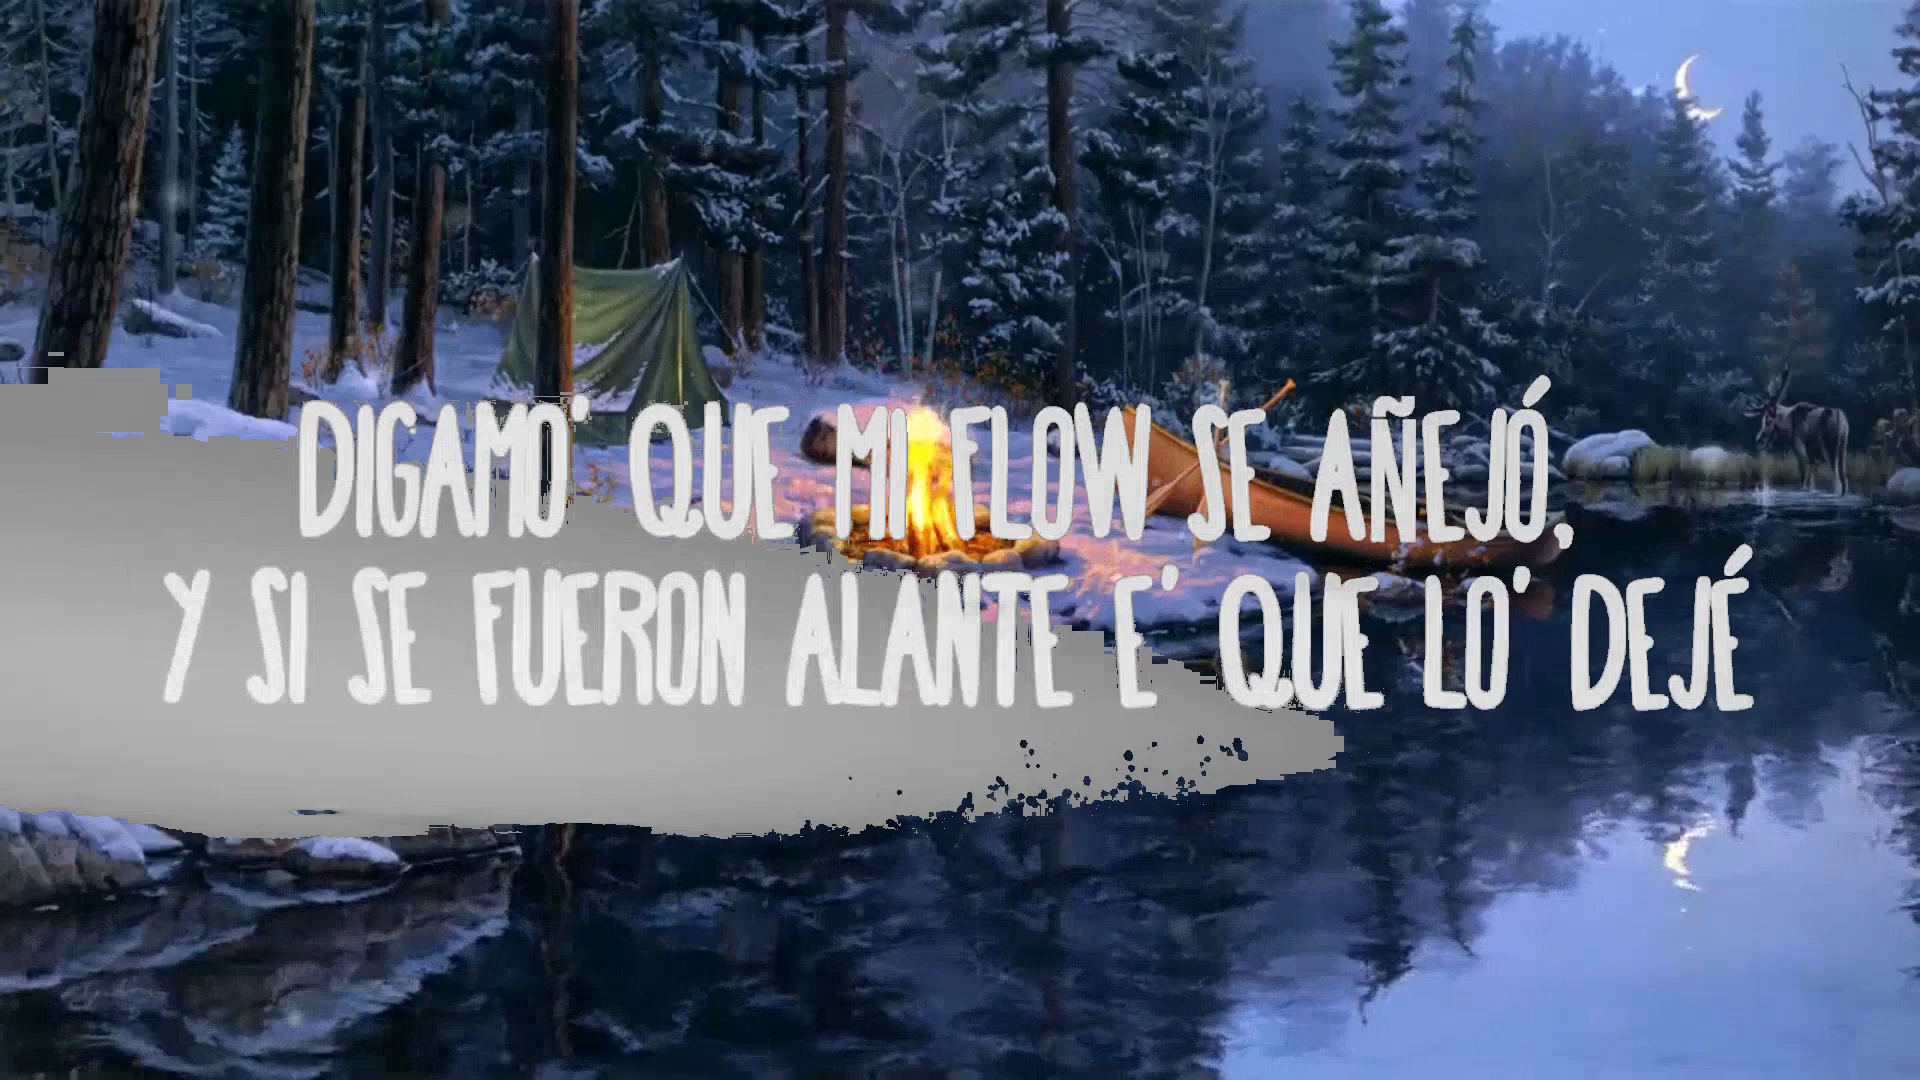 DIGAMO' QUE MI FLOW SE AÑEJÓ,
Y SI SE FUERON ALANTE E' QUE LO' DEJÉ